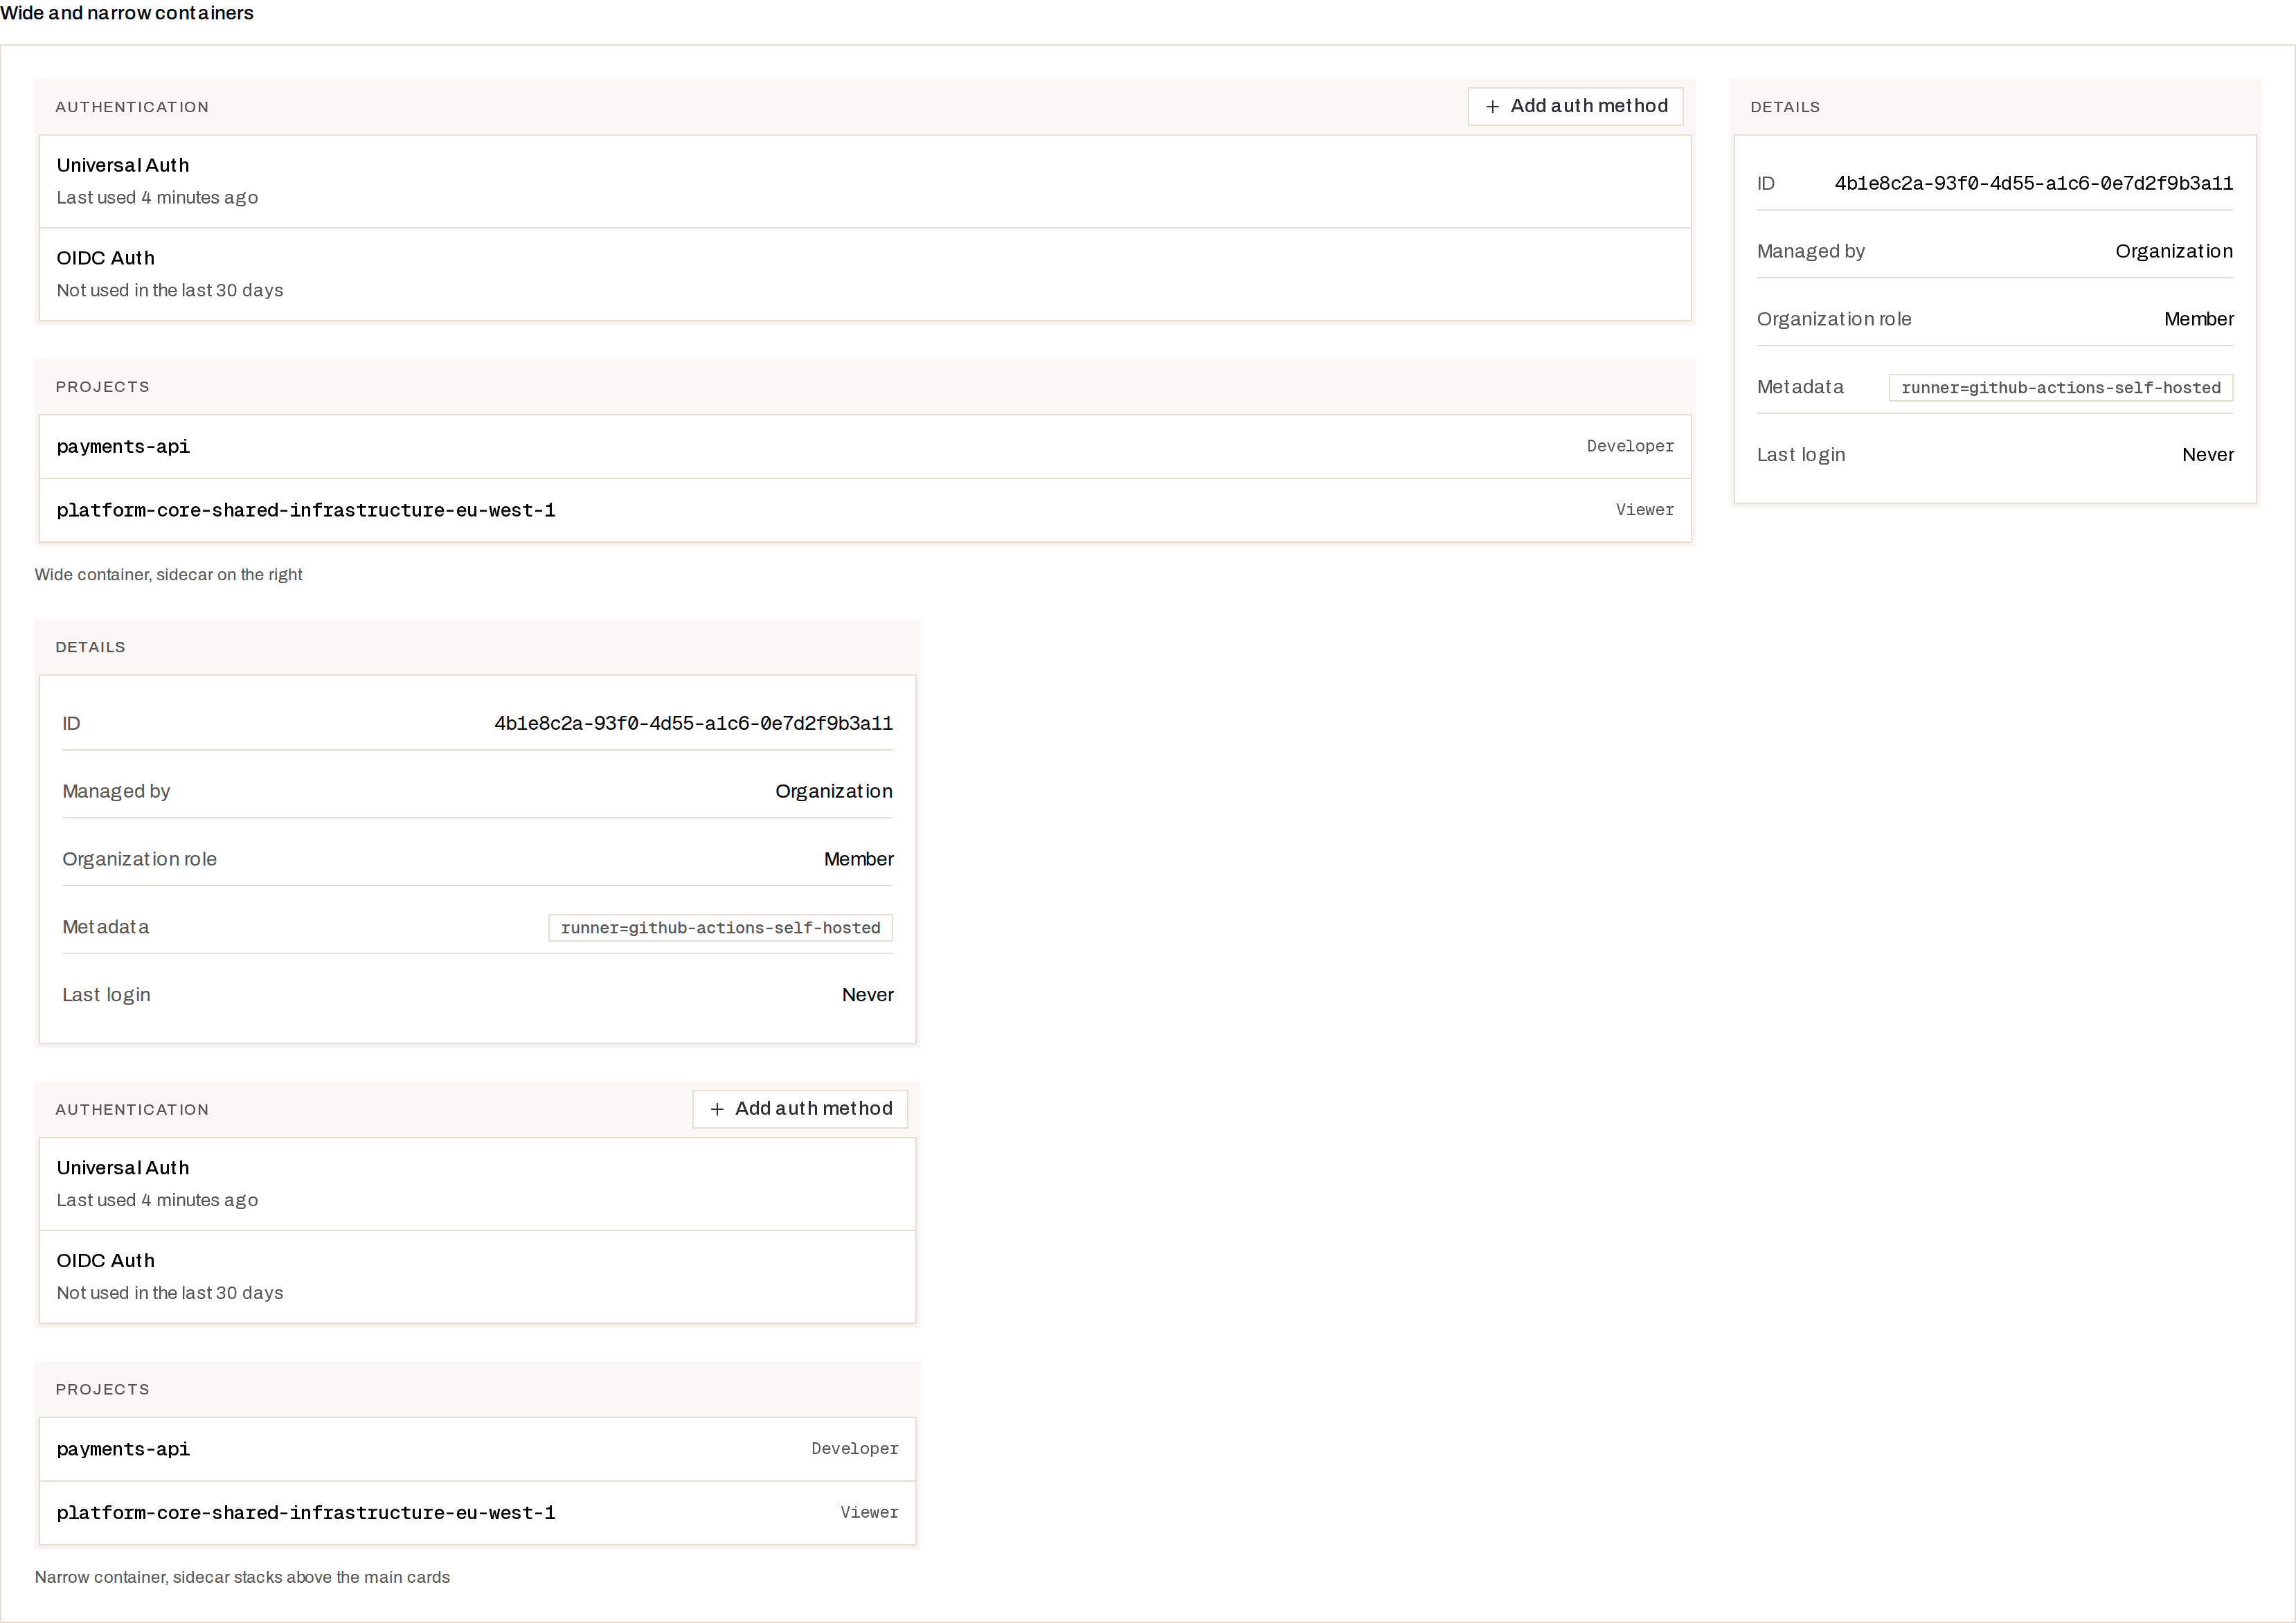 Wide and narrow containers
AUTHENTICATION
Add auth method
Universal Auth
Last used 4 minutes ago
OIDC Auth
Not used in the last 30 days
PROJECTS
payments-api
Developer
platform-core-shared-infrastructure-eu-west-1
Viewer
DETAILS
ID
4b1e8c2a-93f0-4d55-a1c6-0e7d2f9b3a11
Managed by
Organization
Organization role
Member
Metadata
runner=github-actions-self-hosted
Last login
Never
Wide container, sidecar on the right
DETAILS
ID
4b1e8c2a-93f0-4d55-a1c6-0e7d2f9b3a11
Managed by
Organization
Organization role
Member
Metadata
runner=github-actions-self-hosted
Last login
Never
AUTHENTICATION
Add auth method
Universal Auth
Last used 4 minutes ago
OIDC Auth
Not used in the last 30 days
PROJECTS
payments-api
Developer
platform-core-shared-infrastructure-eu-west-1
Viewer
Narrow container, sidecar stacks above the main cards